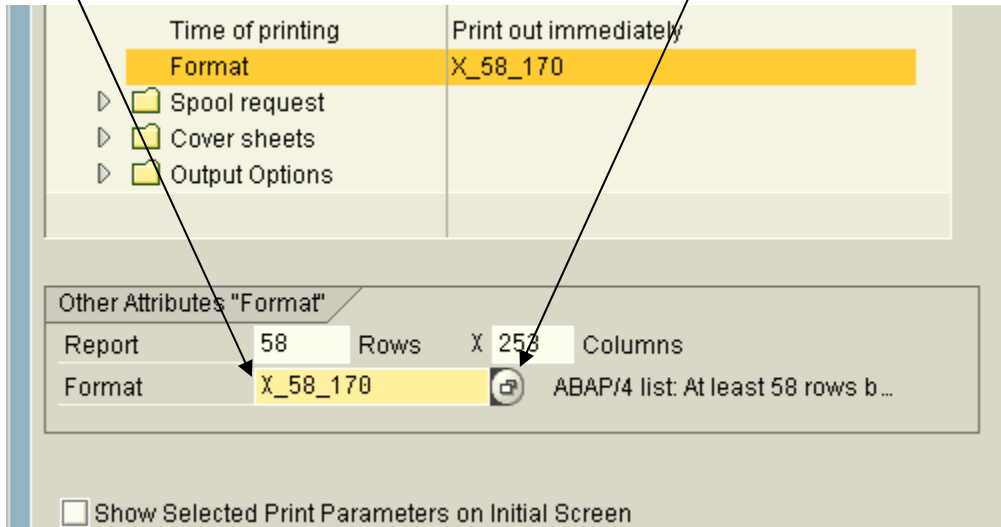 Time of printing Print out immediately
Format X_58_170
Spool request
Cover sheets
Output Options
Other Attributes "Format"
Report 58 Rows X 253 Columns
Format X_58_170 ABAP/4 list: At least 58 rows b...
Show Selected Print Parameters on Initial Screen